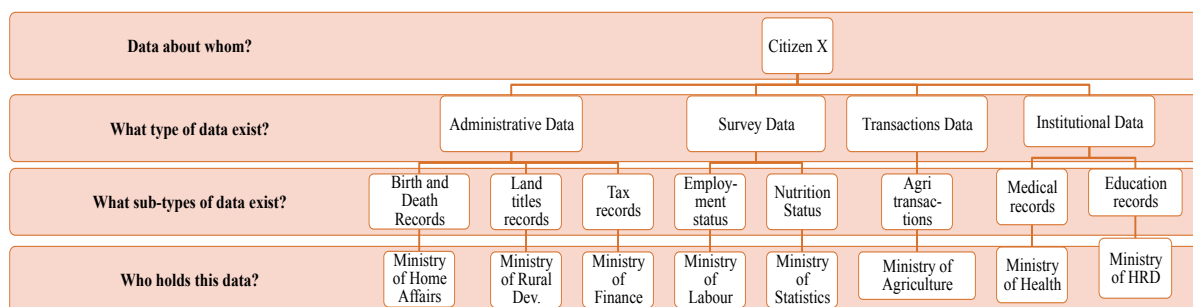 Data about whom?
Citizen X
What type of data exist?
Administrative Data
Survey Data
Transactions Data
Institutional Data
What sub-types of data exist?
Birth and
Death
Records
Land
titles
records
Tax
records
Employ-
ment
status
Nutrition
Status
Agri
transac-
tions
Medical
records
Education
records
Who holds this data?
Ministry
of Home
Affairs
Ministry
of Rural
Dev.
Ministry
of
Finance
Ministry
of
Labour
Ministry
of
Statistics
Ministry of
Agriculture
Ministry
of Health
Ministry
of HRD